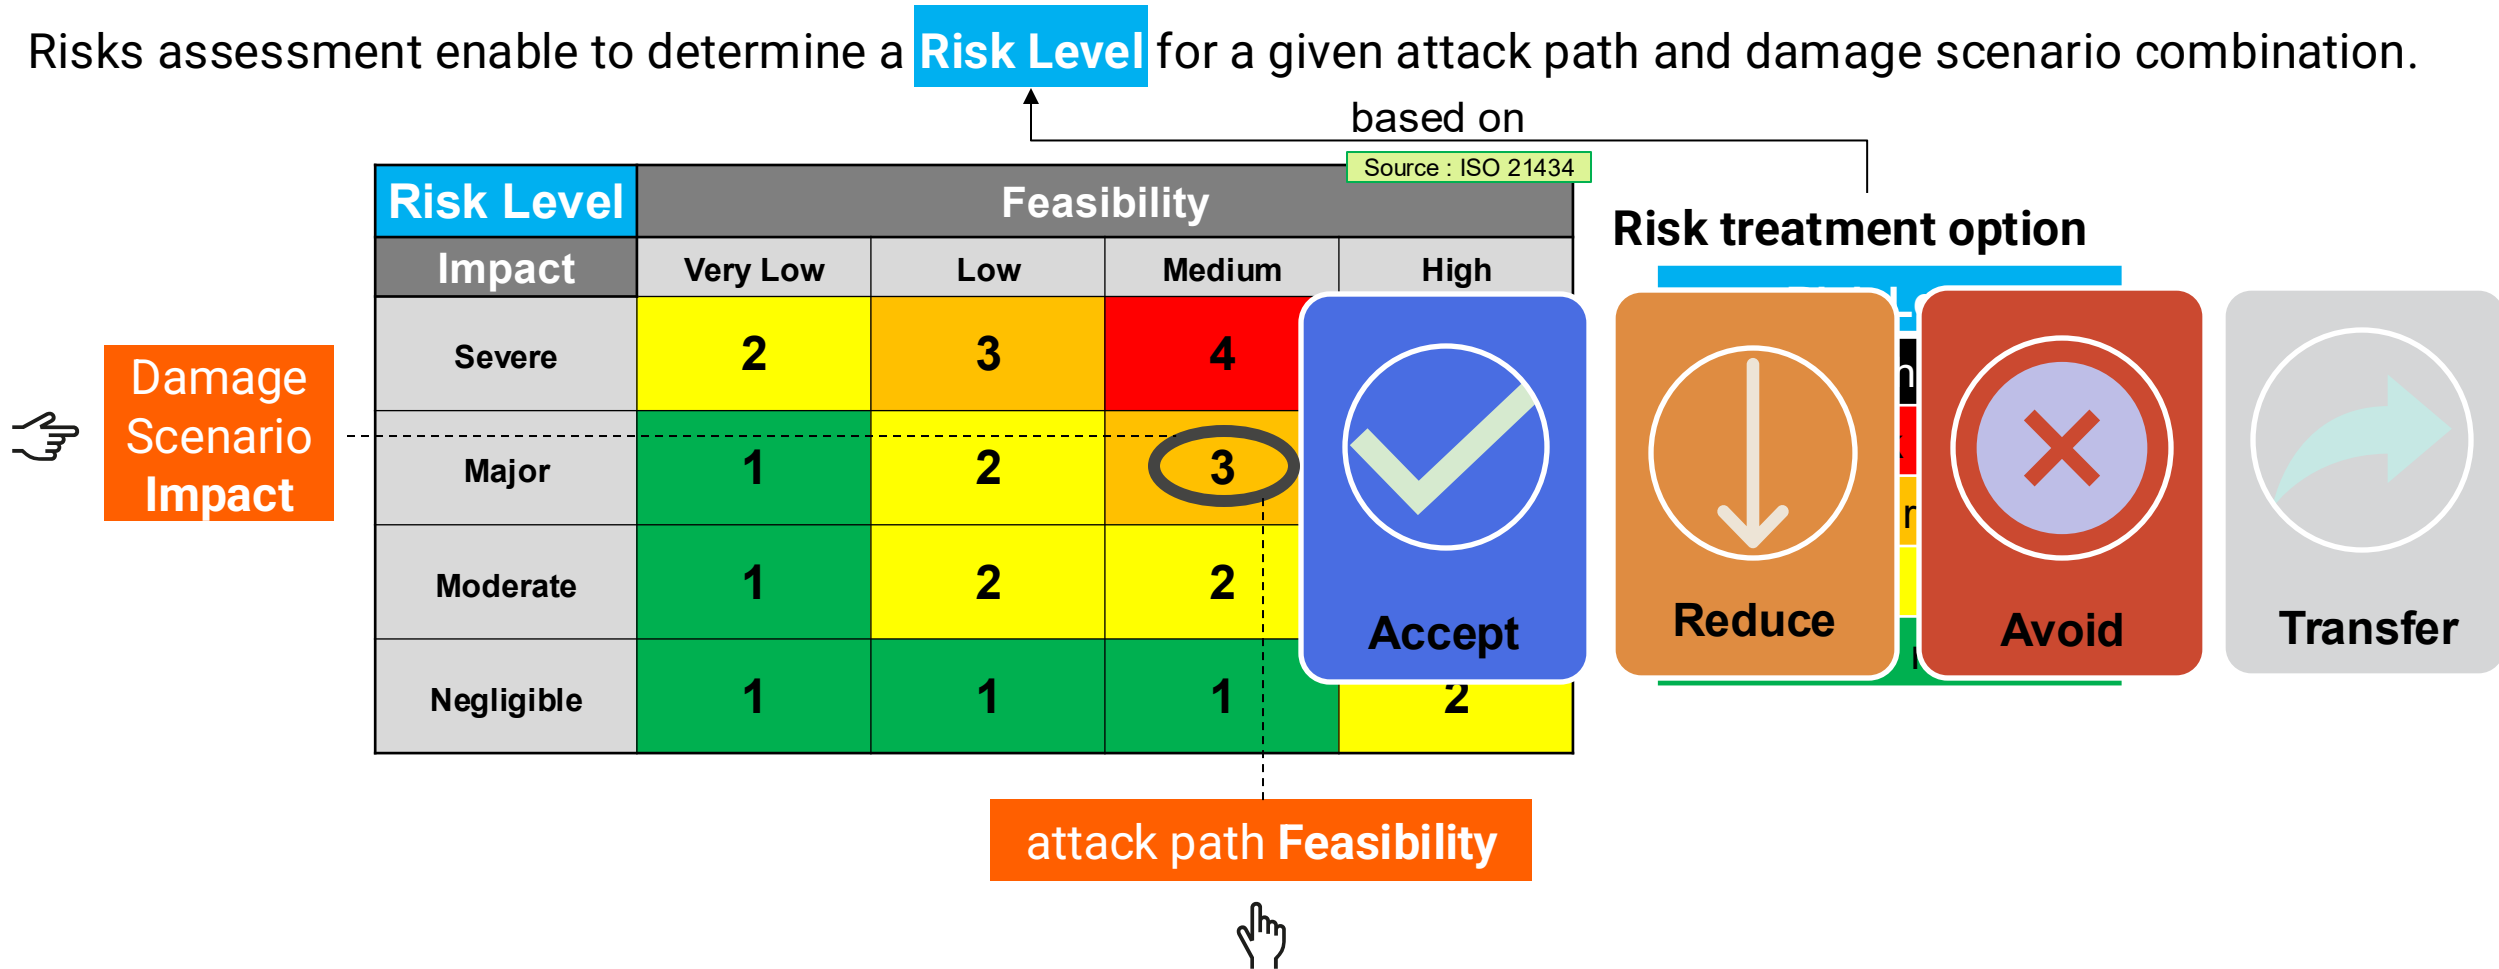 Risks assessment enable to determine a Risk Level for a given attack path and damage scenario combination.
based on
Source : ISO 21434
Risk Level Feasibility
Risk treatment option
Impact Very Low Low Medium High
Severe 2 3 4
Major 1 2 3
Moderate 1 2 2
Negligible 1 1 1 2
Damage
Scenario
Impact
Accept
Reduce
Avoid
Transfer
attack path Feasibility